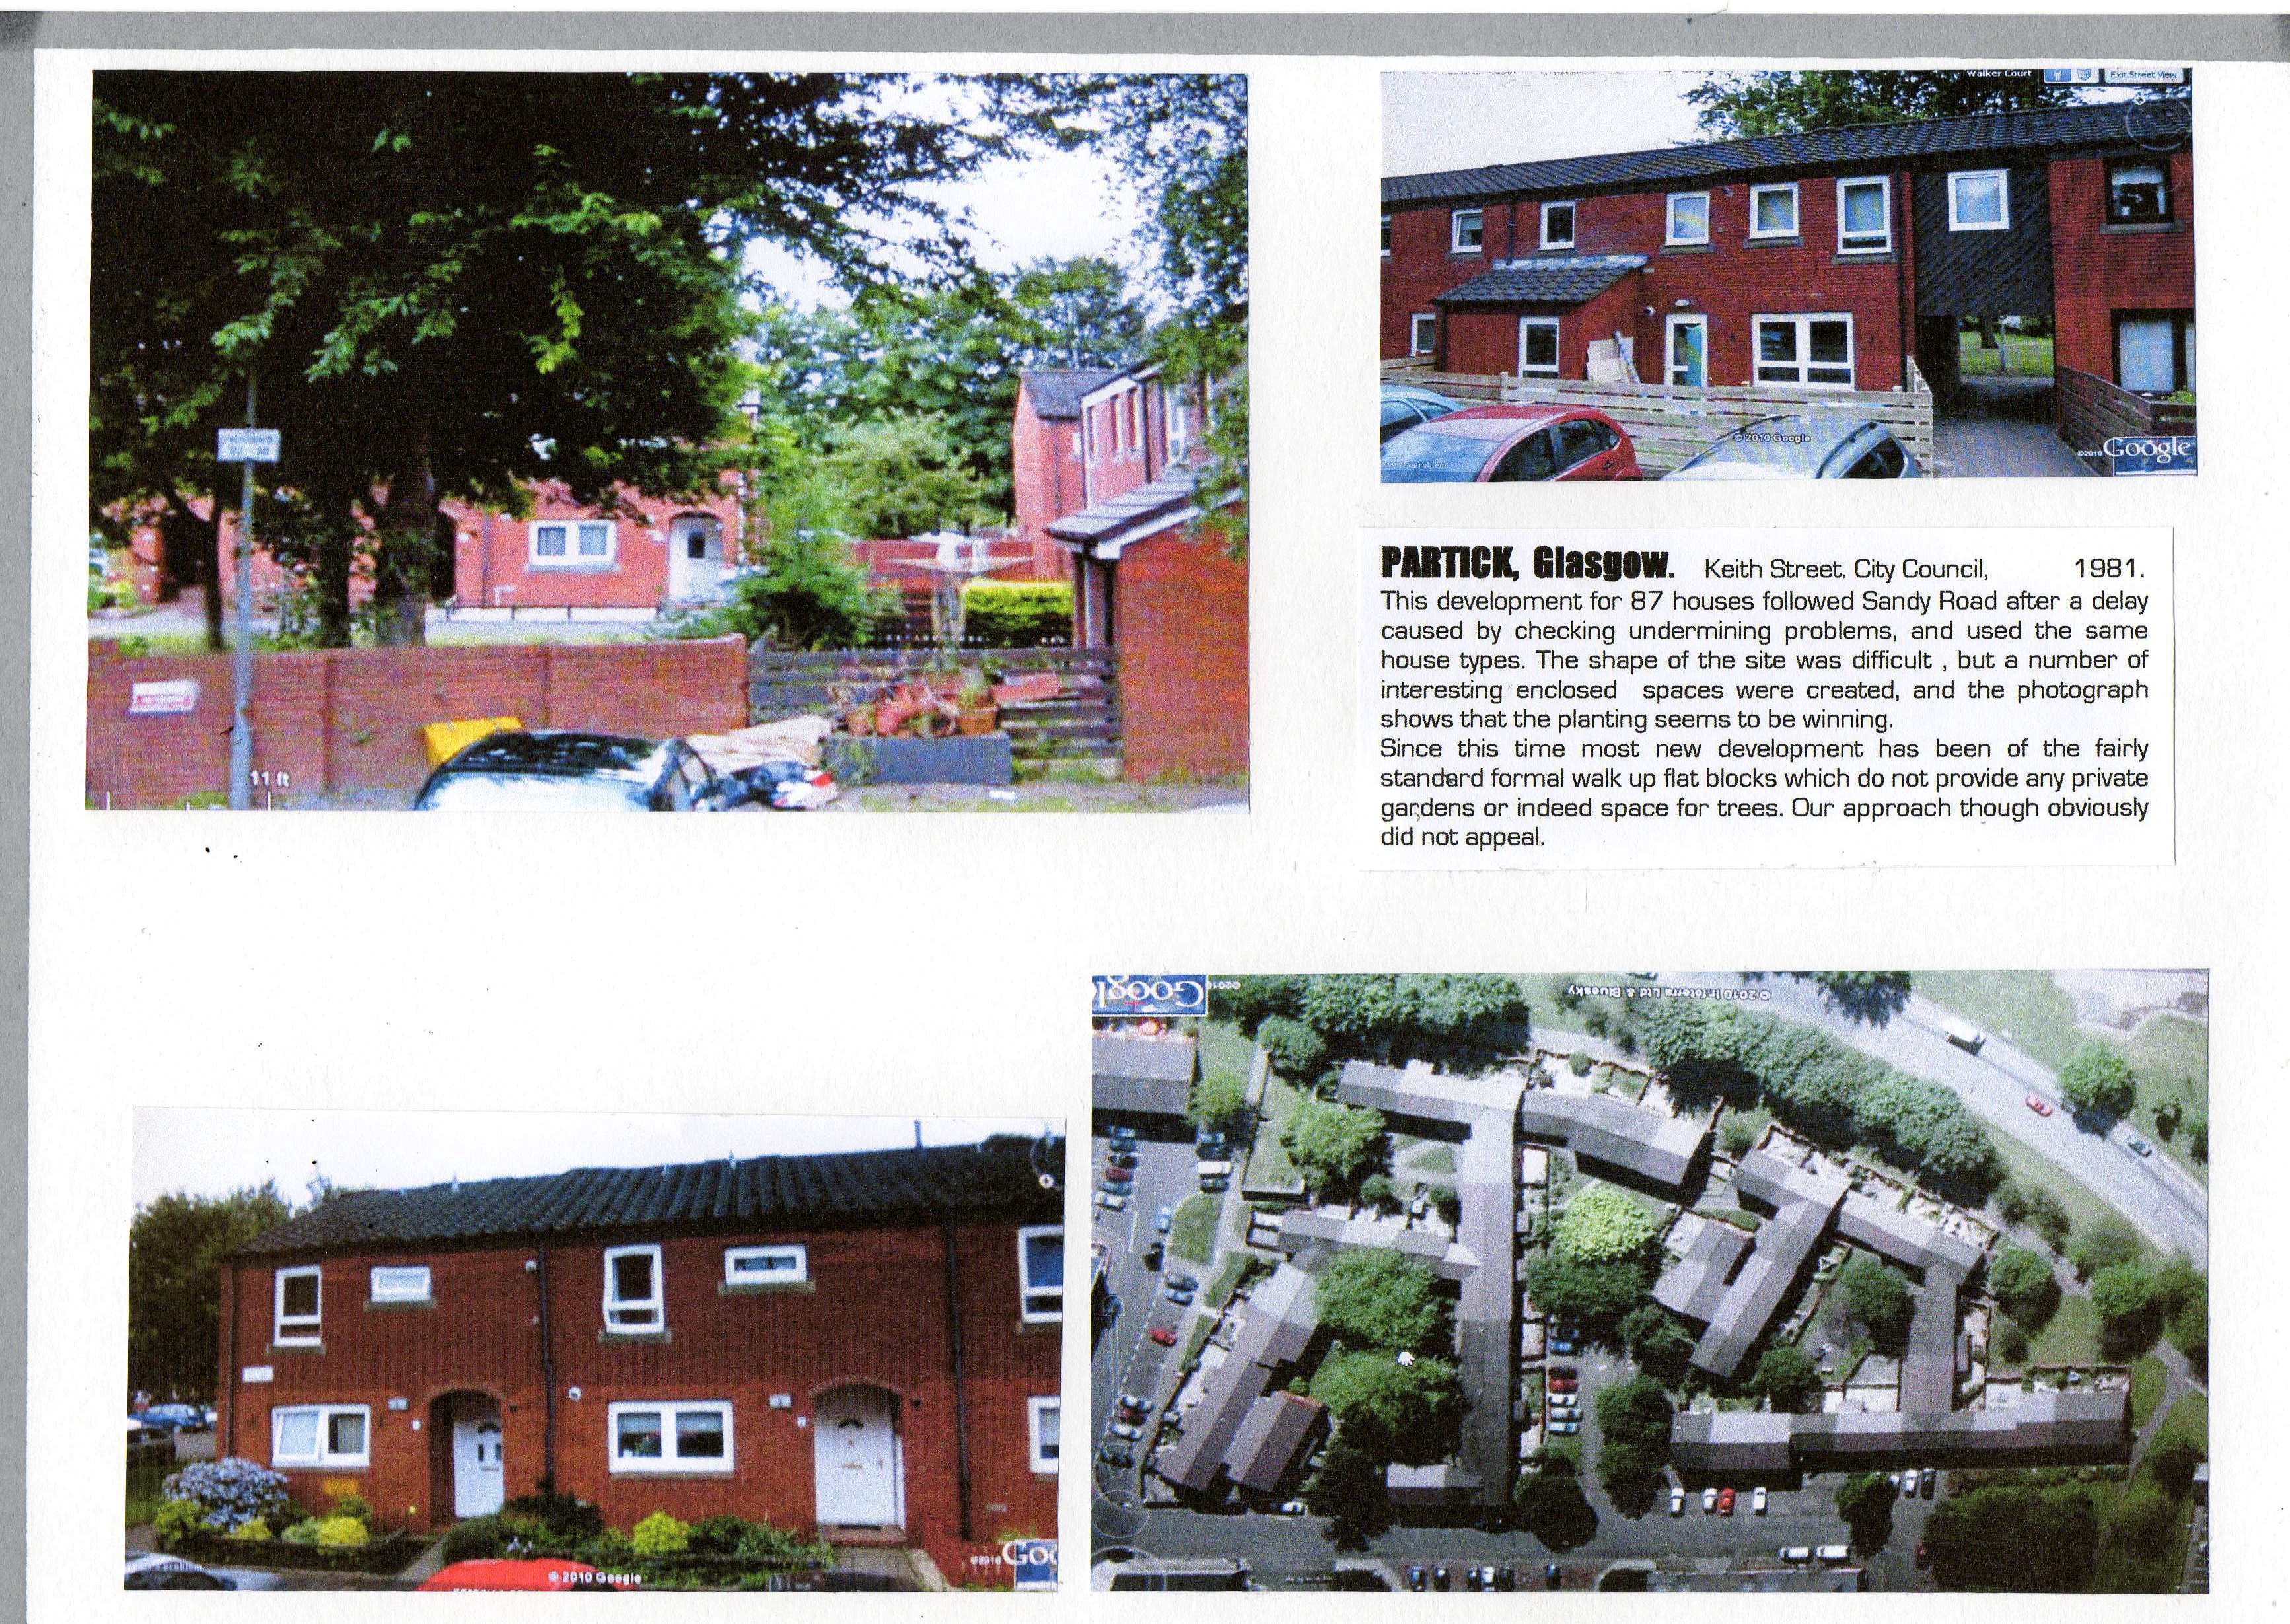 Walker Court
Exit Street View
© 2010 Google
©2010 Google
PARTICK, Glasgow. Keith Street. City Council, 1981.
This development for 87 houses followed Sandy Road after a delay
caused by checking undermining problems, and used the same
house types. The shape of the site was difficult , but a number of
interesting enclosed spaces were created, and the photograph
shows that the planting seems to be winning.
Since this time most new development has been of the fairly
standard formal walk up flat blocks which do not provide any private
gardens or indeed space for trees. Our approach though obviously
did not appeal.
11 ft
Google
© 2010 Infoterra Ltd & Bluesky
a problem
© 2010 Google
©2010 Goo